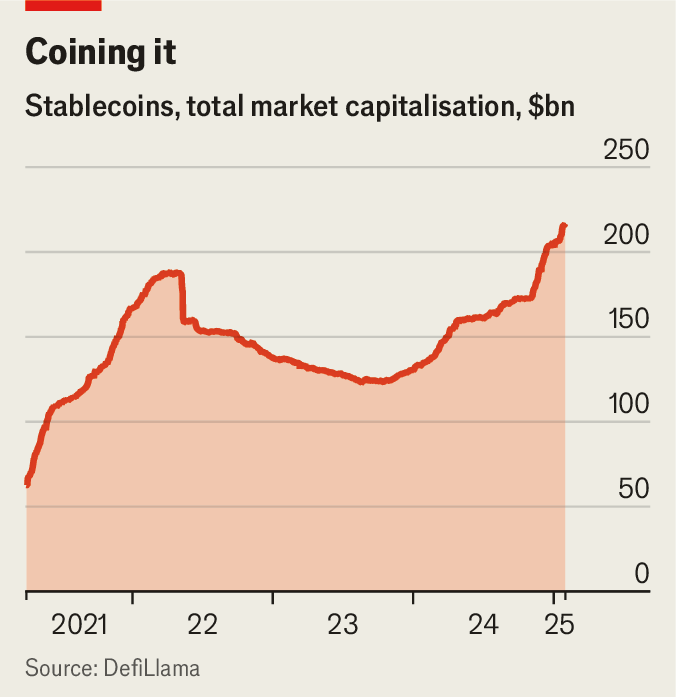 Coining it
Stablecoins, total market capitalisation, $bn
250
200
150
100
50
0
2021 22 23 24 25
Source: DefiLlama